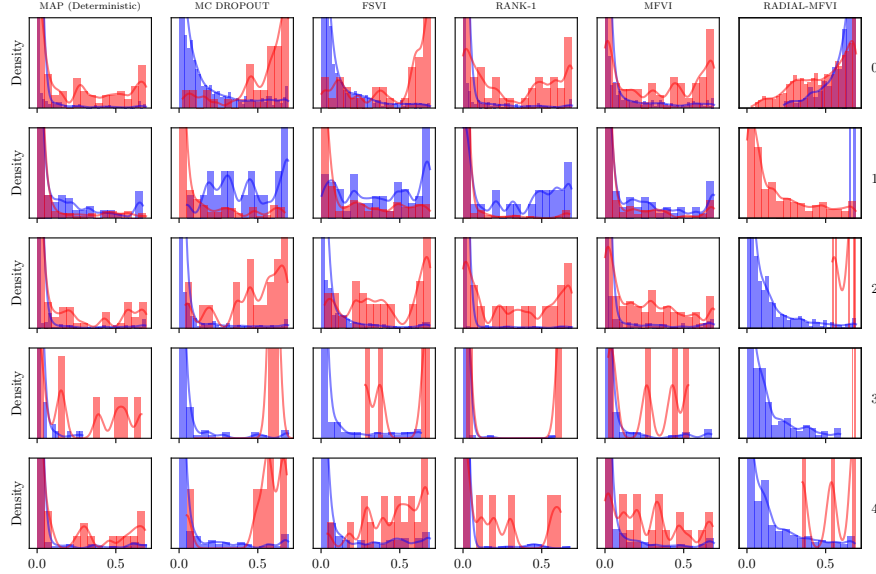 MAP (Deterministic) MC DROPOUT FSVI RANK-1 MFVI RADIAL-MFVI
Density 0
Density 1
Density 2
Density 3
Density 4
0.0 0.5 0.0 0.5 0.0 0.5 0.0 0.5 0.0 0.5 0.0 0.5